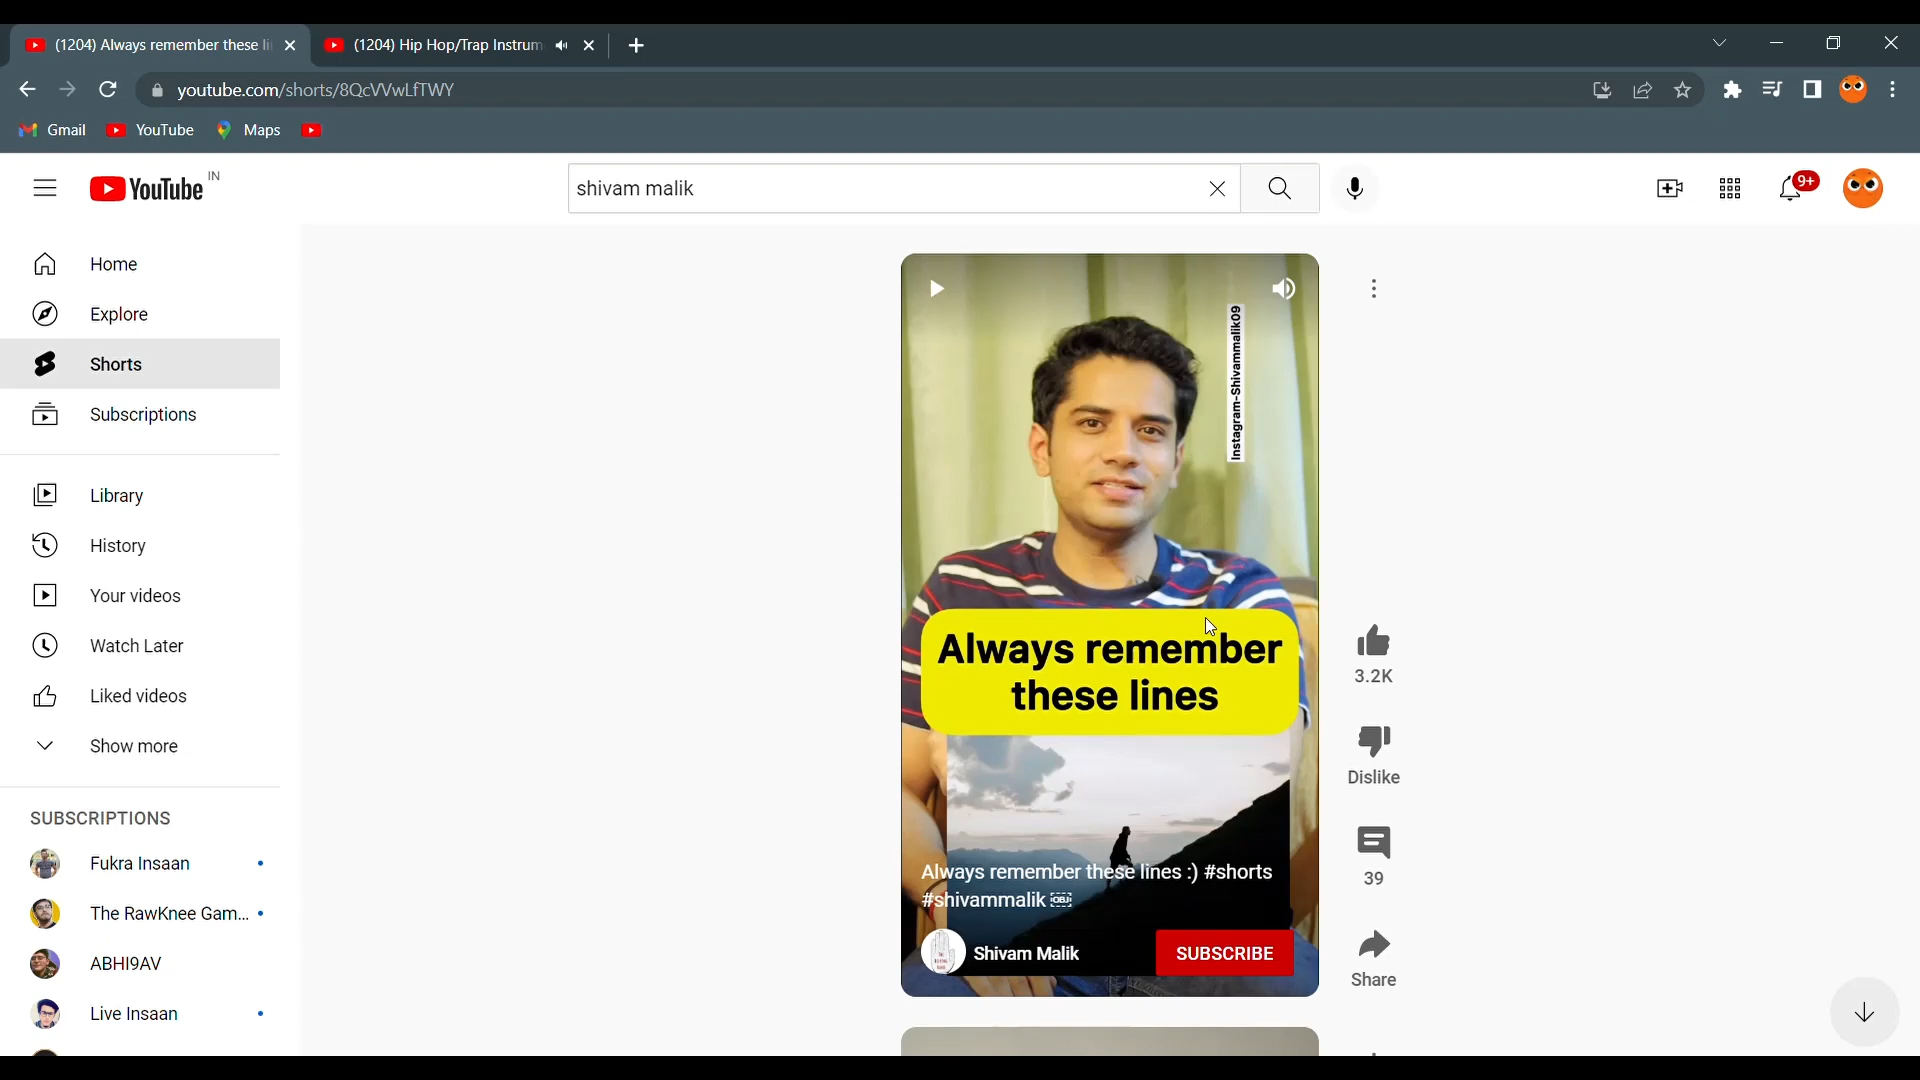 (1204) Always remember these li
(1204) Hip Hop/Trap Instrum
youtube.com/shorts/8QcVVwLfTWY
Gmail
YouTube
Maps
YouTube IN
shivam malik
9+
Home
Explore
Shorts
Subscriptions
Library
History
Your videos
Watch Later
Liked videos
Show more
SUBSCRIPTIONS
Fukra Insaan
The RawKnee Gam...
ABHI9AV
Live Insaan
Instagram-Shivammalik09
Always remember
these lines
Always remember these lines :) #shorts
#shivammalik OBJ
Shivam Malik
SUBSCRIBE
3.2K
Dislike
39
Share